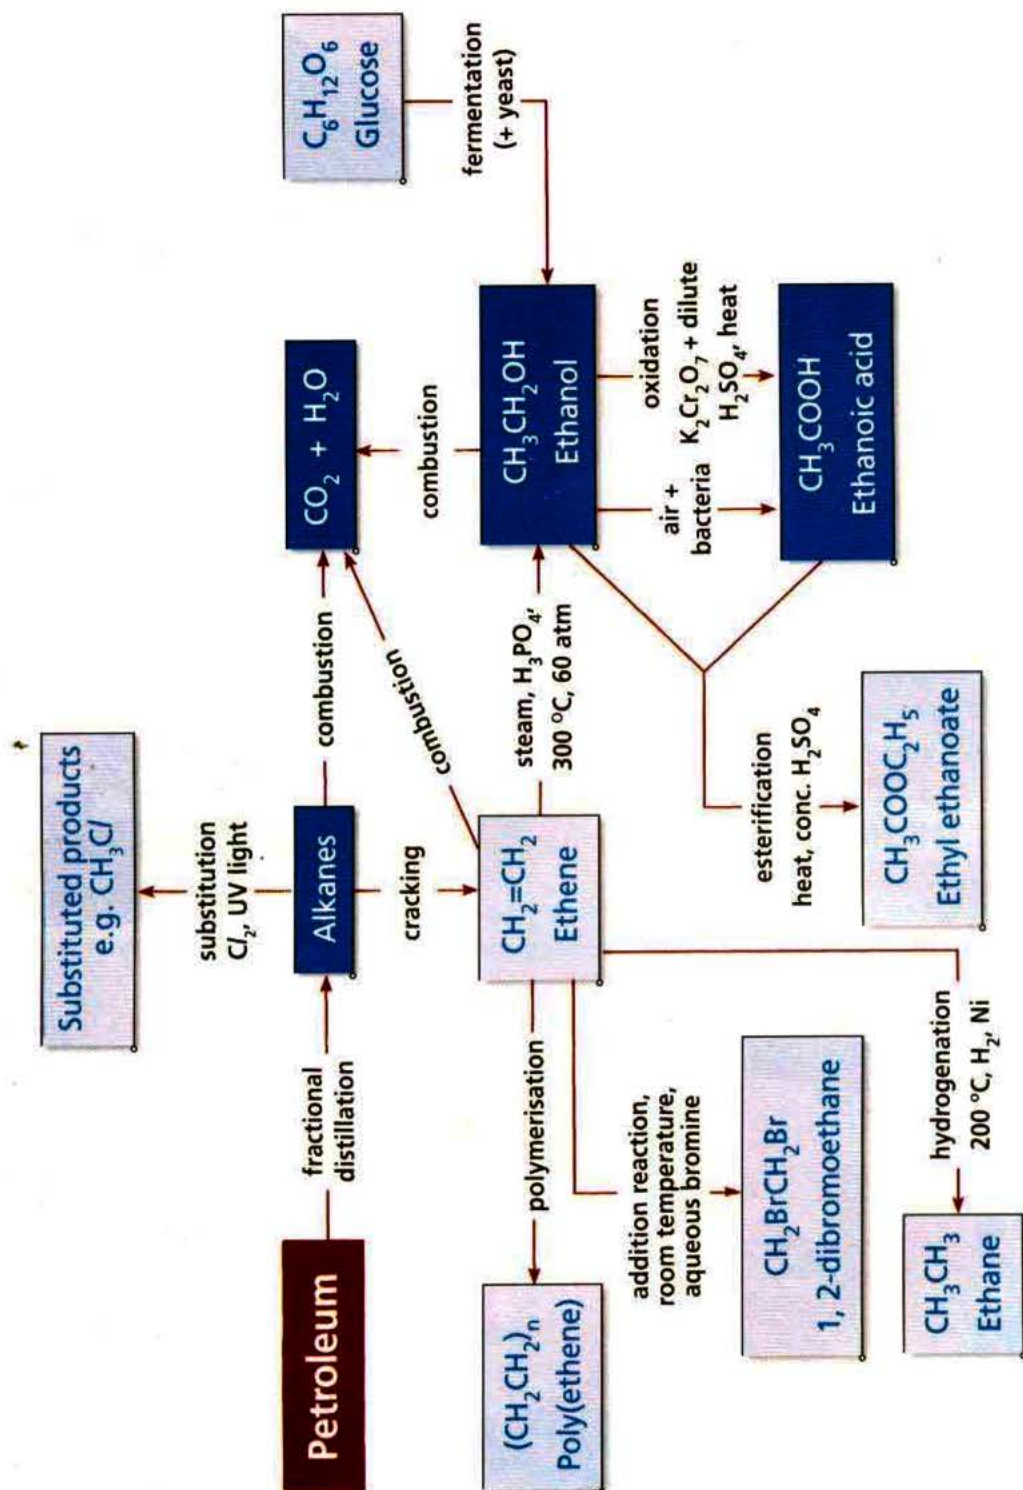 Substituted products
e.g. CH₃Cl
substitution
Cl₂, UV light
Petroleum
fractional
distillation
Alkanes
combustion
CO₂ + H₂O
C₆H₁₂O₆
Glucose
cracking
combustion
combustion
fermentation
(+ yeast)
(CH₂CH₂)ₙ
Poly(ethene)
polymerisation
CH₂=CH₂
Ethene
steam, H₃PO₄,
300 °C, 60 atm
CH₃CH₂OH
Ethanol
addition reaction,
room temperature,
aqueous bromine
air +
bacteria
oxidation
K₂Cr₂O₇ + dilute
H₂SO₄, heat
CH₂BrCH₂Br
1, 2-dibromoethane
esterification
heat, conc. H₂SO₄
CH₃COOH
Ethanoic acid
CH₃CH₃
Ethane
hydrogenation
200 °C, H₂, Ni
CH₃COOC₂H₅
Ethyl ethanoate